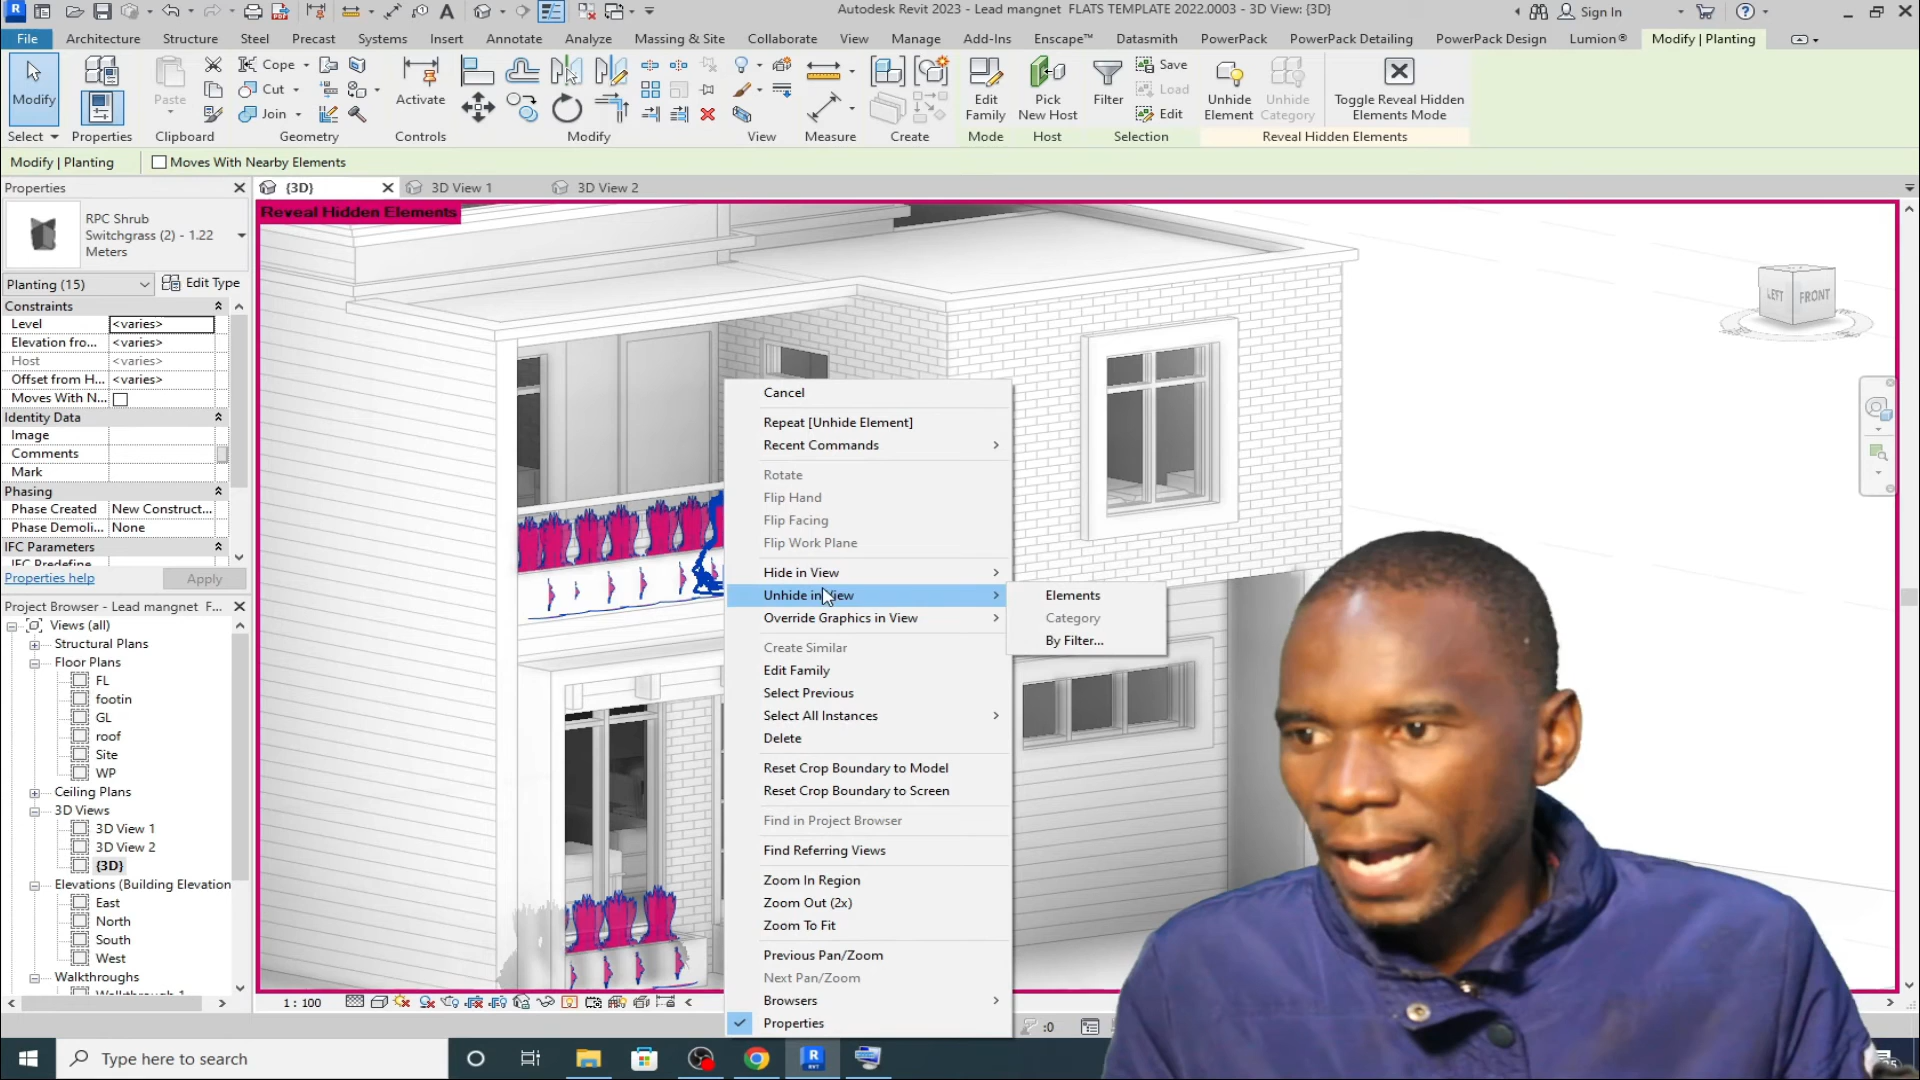 Autodesk Revit 2023 - Lead mangnet FLATS TEMPLATE 2022.0003 - 3D View: {3D}
Sign In
File Architecture Structure Steel Precast Systems Insert Annotate Analyze Massing & Site Collaborate View Manage Add-Ins Enscape™ Datasmith PowerPack PowerPack Detailing PowerPack Design Lumion® Modify | Planting
Modify
Paste
Cope
Cut
Join
Activate
Edit Family
Pick New Host
Filter
Save
Load
Edit
Unhide Element
Unhide Category
Toggle Reveal Hidden Elements Mode
Select Properties Clipboard Geometry Controls Modify View Measure Create Mode Host Selection Reveal Hidden Elements
Modify | Planting Moves With Nearby Elements
Properties
{3D} 3D View 1 3D View 2
Reveal Hidden Elements
RPC Shrub
Switchgrass (2) - 1.22
Meters
Planting (15) Edit Type
Constraints
Level <varies>
Elevation fro... <varies>
Host <varies>
Offset from H... <varies>
Moves With N...
Identity Data
Image
Comments
Mark
Phasing
Phase Created New Construct...
Phase Demoli... None
IFC Parameters
Properties help Apply
Project Browser - Lead mangnet F...
Views (all)
Structural Plans
Floor Plans
FL
footin
GL
roof
Site
WP
Ceiling Plans
3D Views
3D View 1
3D View 2
{3D}
Elevations (Building Elevation
East
North
South
West
Walkthroughs
LEFT FRONT
Cancel
Repeat [Unhide Element]
Recent Commands
Rotate
Flip Hand
Flip Facing
Flip Work Plane
Hide in View
Unhide in View
Override Graphics in View
Create Similar
Edit Family
Select Previous
Select All Instances
Delete
Reset Crop Boundary to Model
Reset Crop Boundary to Screen
Find in Project Browser
Find Referring Views
Zoom In Region
Zoom Out (2x)
Zoom To Fit
Previous Pan/Zoom
Next Pan/Zoom
Browsers
Properties
Elements
Category
By Filter...
1 : 100
:0
Type here to search